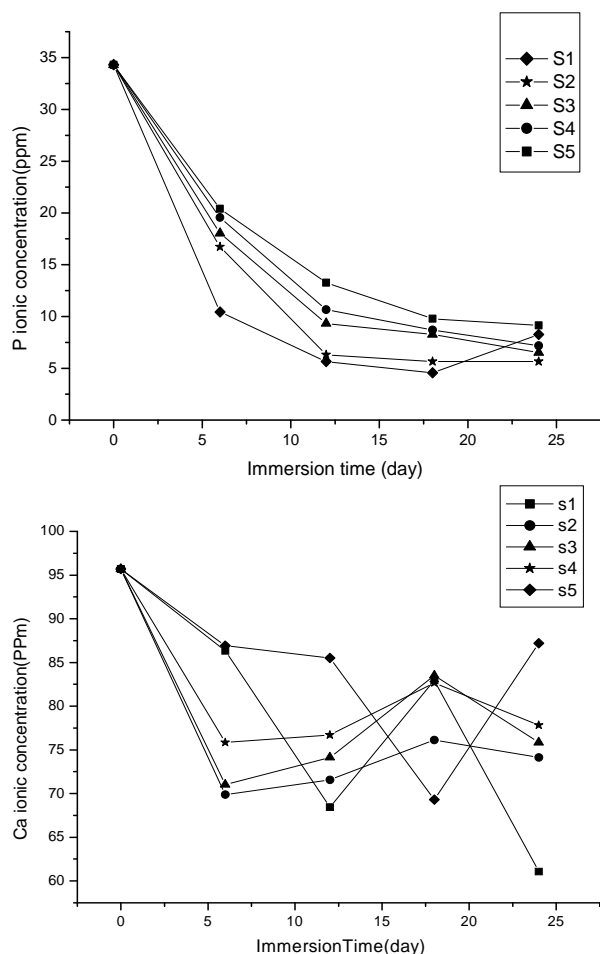 35
30
25
20
15
10
5
0
P ionic concentration(ppm)
0 5 10 15 20 25
Immersion time (day)
S1
S2
S3
S4
S5
100
95
90
85
80
75
70
65
60
Ca ionic concentration(PPm)
0 5 10 15 20 25
ImmersionTime(day)
s1
s2
s3
s4
s5